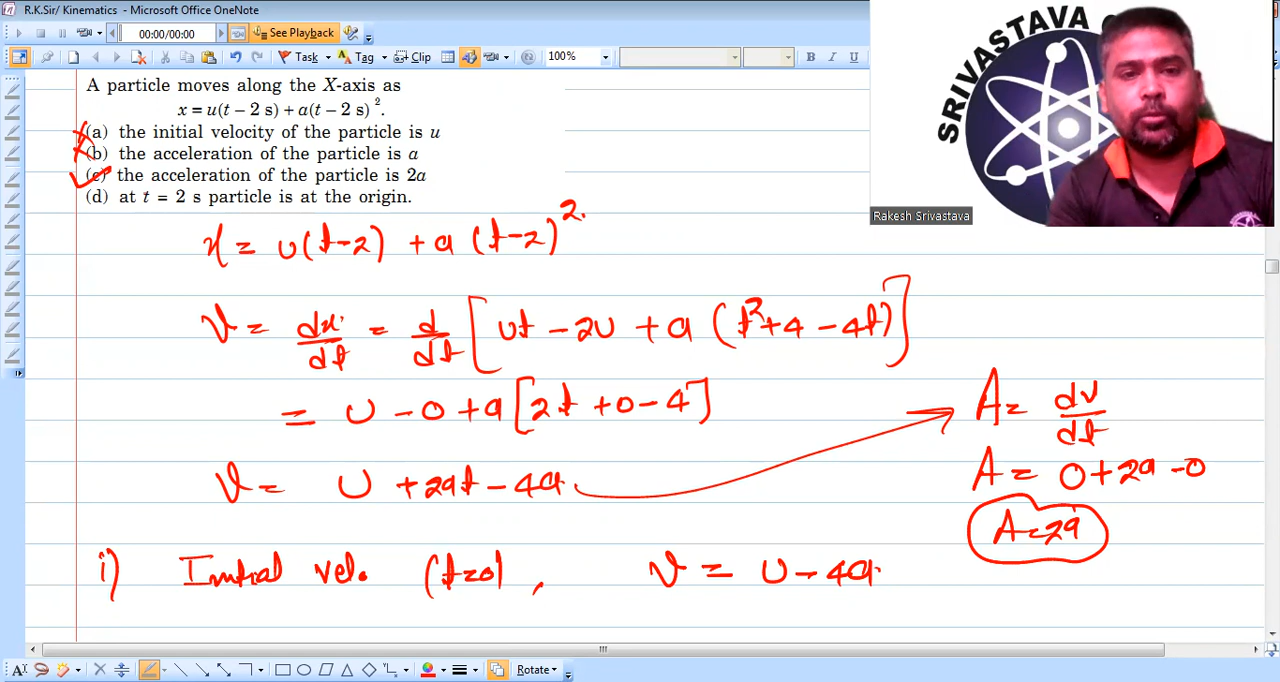 R.K.Sir/ Kinematics - Microsoft Office OneNote
00:00/00:00 See Playback
Task Tag Clip 100% B I U
A particle moves along the X-axis as
x = u(t – 2 s) + a(t – 2 s)².
(a) the initial velocity of the particle is u
(b) the acceleration of the particle is a
(c) the acceleration of the particle is 2a
(d) at t = 2 s particle is at the origin.
x = u(t-2) + a (t-2)².
v = dx/dt = d/dt [ut - 2u + a (t²+4-4t)]
= u - 0 + a[2t + 0 - 4]
v = u + 2at - 4a
A = dv/dt
A = 0 + 2a - 0
A = 2a
i) Initial velo. (t=0), v = u - 4a
SRIVASTAVA
Rakesh Srivastava
Rotate